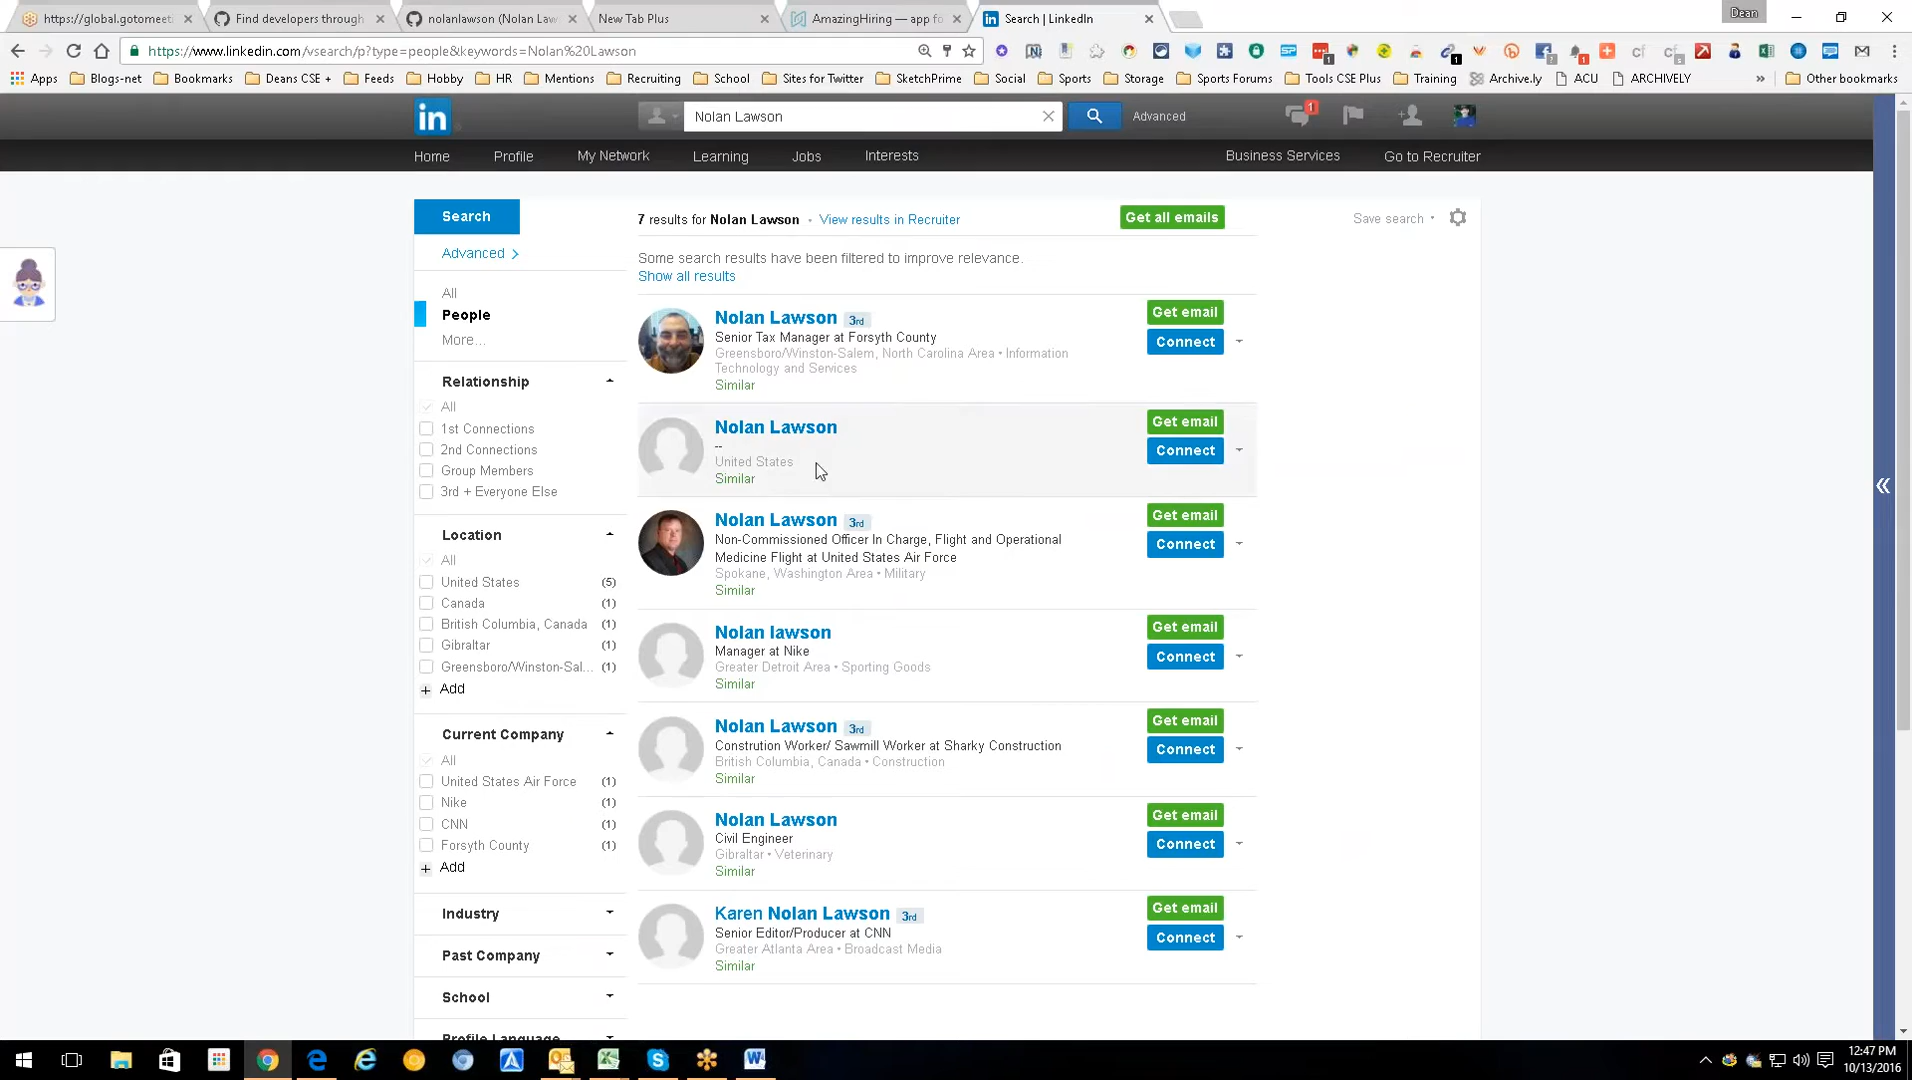 https://global.gotomeeti
Find developers through
nolanlawson (Nolan Law
New Tab Plus
AmazingHiring — app fo
Search | LinkedIn
Dean
https://www.linkedin.com/vsearch/p?type=people&keywords=Nolan%20Lawson
Apps
Blogs-net
Bookmarks
Deans CSE +
Feeds
Hobby
HR
Mentions
Recruiting
School
Sites for Twitter
SketchPrime
Social
Sports
Storage
Sports Forums
Tools CSE Plus
Training
Archive.ly
ACU
ARCHIVELY
»
Other bookmarks
in
Nolan Lawson
Advanced
1
Home
Profile
My Network
Learning
Jobs
Interests
Business Services
Go to Recruiter
Search
Advanced >
All
People
More...
Relationship
All
1st Connections
2nd Connections
Group Members
3rd + Everyone Else
Location
All
United States (5)
Canada (1)
British Columbia, Canada (1)
Gibraltar (1)
Greensboro/Winston-Sal... (1)
+ Add
Current Company
All
United States Air Force (1)
Nike (1)
CNN (1)
Forsyth County (1)
+ Add
Industry
Past Company
School
Profile Language
7 results for Nolan Lawson · View results in Recruiter
Get all emails
Save search
Some search results have been filtered to improve relevance.
Show all results
Nolan Lawson 3rd
Senior Tax Manager at Forsyth County
Greensboro/Winston-Salem, North Carolina Area • Information
Technology and Services
Similar
Get email
Connect
Nolan Lawson
--
United States
Similar
Get email
Connect
Nolan Lawson 3rd
Non-Commissioned Officer In Charge, Flight and Operational
Medicine Flight at United States Air Force
Spokane, Washington Area • Military
Similar
Get email
Connect
Nolan lawson
Manager at Nike
Greater Detroit Area • Sporting Goods
Similar
Get email
Connect
Nolan Lawson 3rd
Constrution Worker/ Sawmill Worker at Sharky Construction
British Columbia, Canada • Construction
Similar
Get email
Connect
Nolan Lawson
Civil Engineer
Gibraltar • Veterinary
Similar
Get email
Connect
Karen Nolan Lawson 3rd
Senior Editor/Producer at CNN
Greater Atlanta Area • Broadcast Media
Similar
Get email
Connect
12:47 PM
10/13/2016